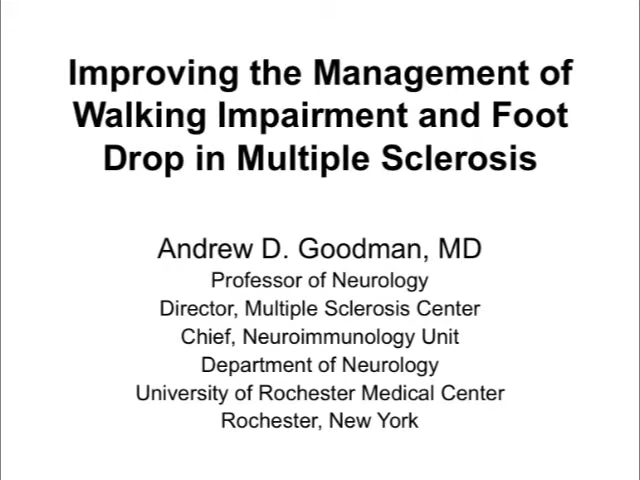 Improving the Management of
Walking Impairment and Foot
Drop in Multiple Sclerosis
Andrew D. Goodman, MD
Professor of Neurology
Director, Multiple Sclerosis Center
Chief, Neuroimmunology Unit
Department of Neurology
University of Rochester Medical Center
Rochester, New York